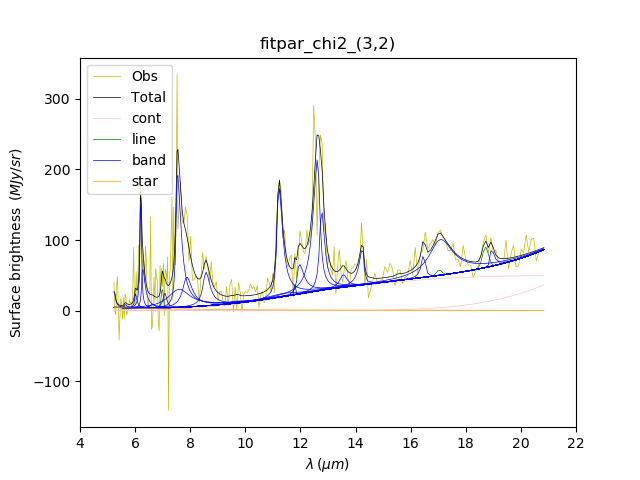 fitpar_chi2_(3,2)
Obs
Total
cont
line
band
star
300
200
100
0
−100
Surface brightness (MJy/sr)
4 6 8 10 12 14 16 18 20 22
λ (μm)